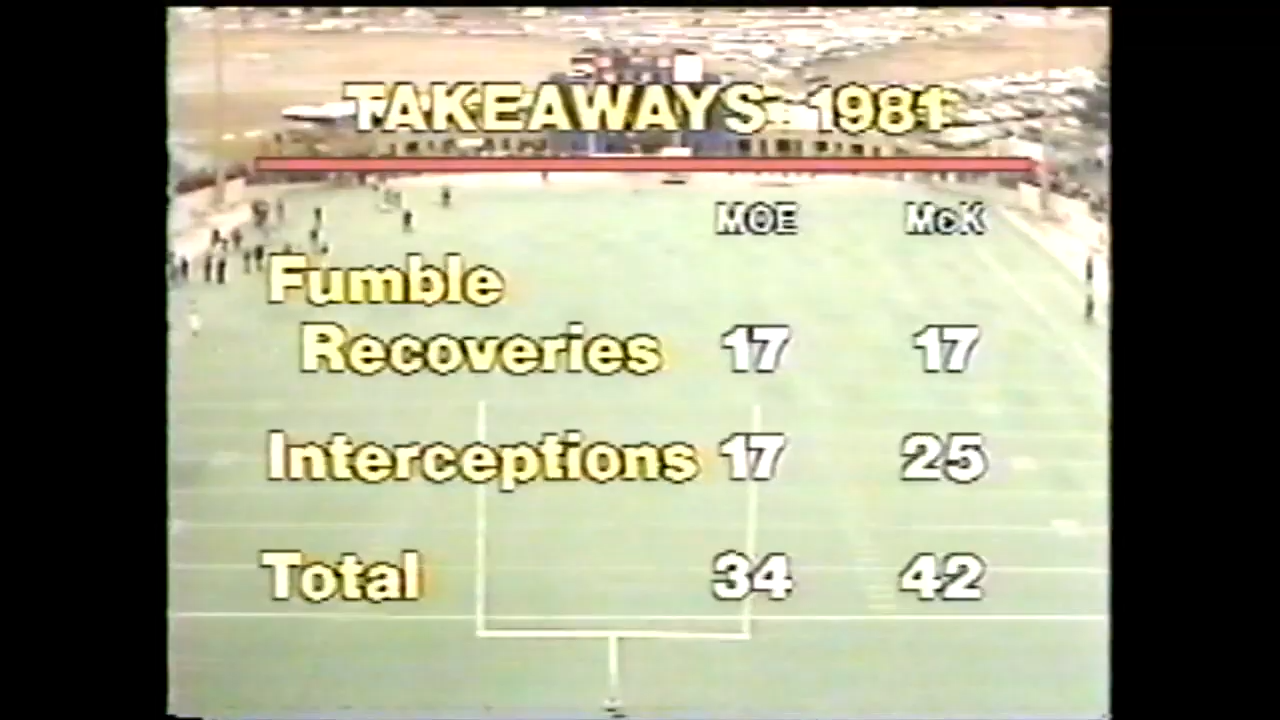 TAKEAWAYS - 1981
MOE McK
Fumble
Recoveries 17 17
Interceptions 17 25
Total 34 42